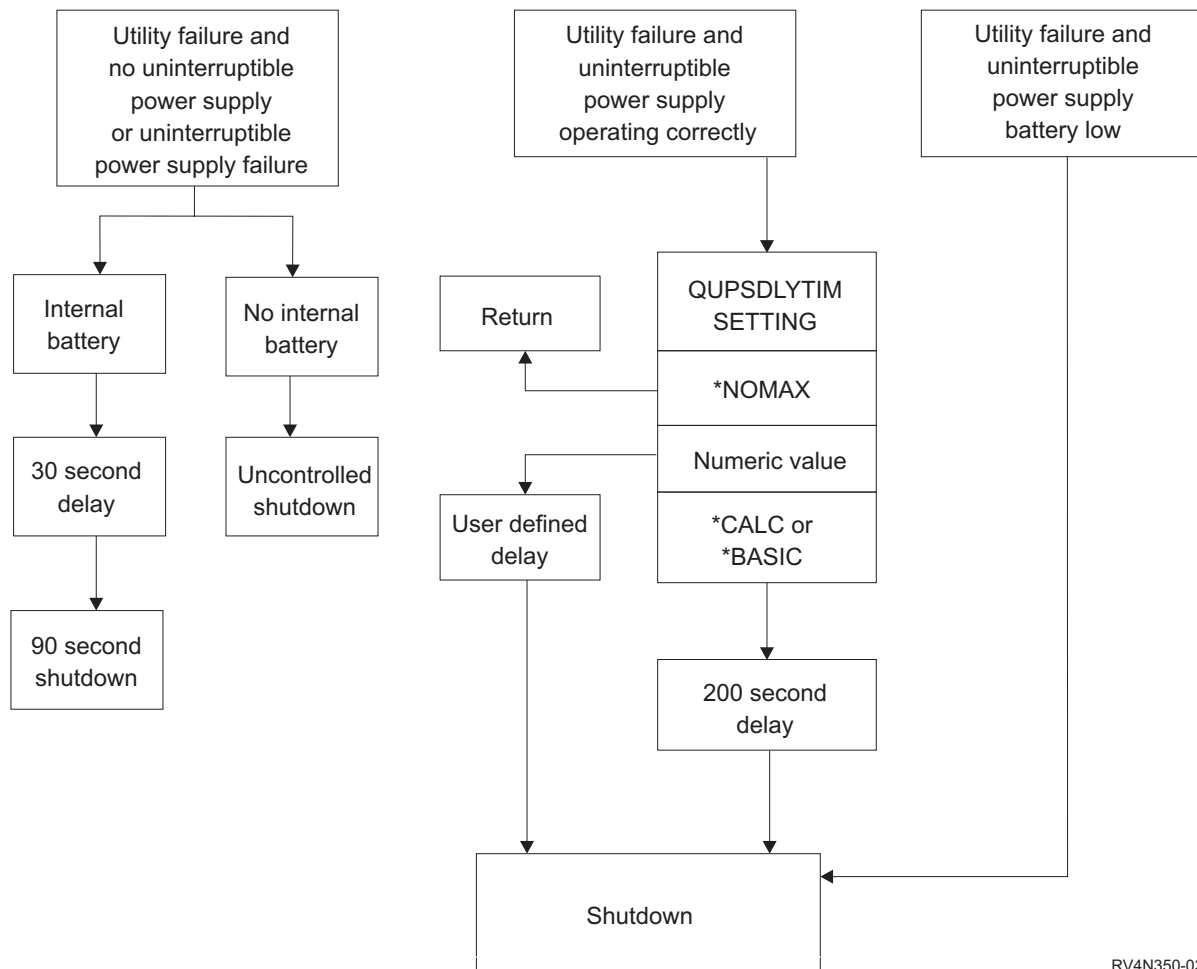 Utility failure and
no uninterruptible
power supply
or uninterruptible
power supply failure
Utility failure and
uninterruptible
power supply
operating correctly
Utility failure and
uninterruptible
power supply
battery low
Internal
battery
No internal
battery
Return
QUPSDLYTIM
SETTING
*NOMAX
Numeric value
*CALC or
*BASIC
30 second
delay
Uncontrolled
shutdown
User defined
delay
90 second
shutdown
200 second
delay
Shutdown
RV4N350-03